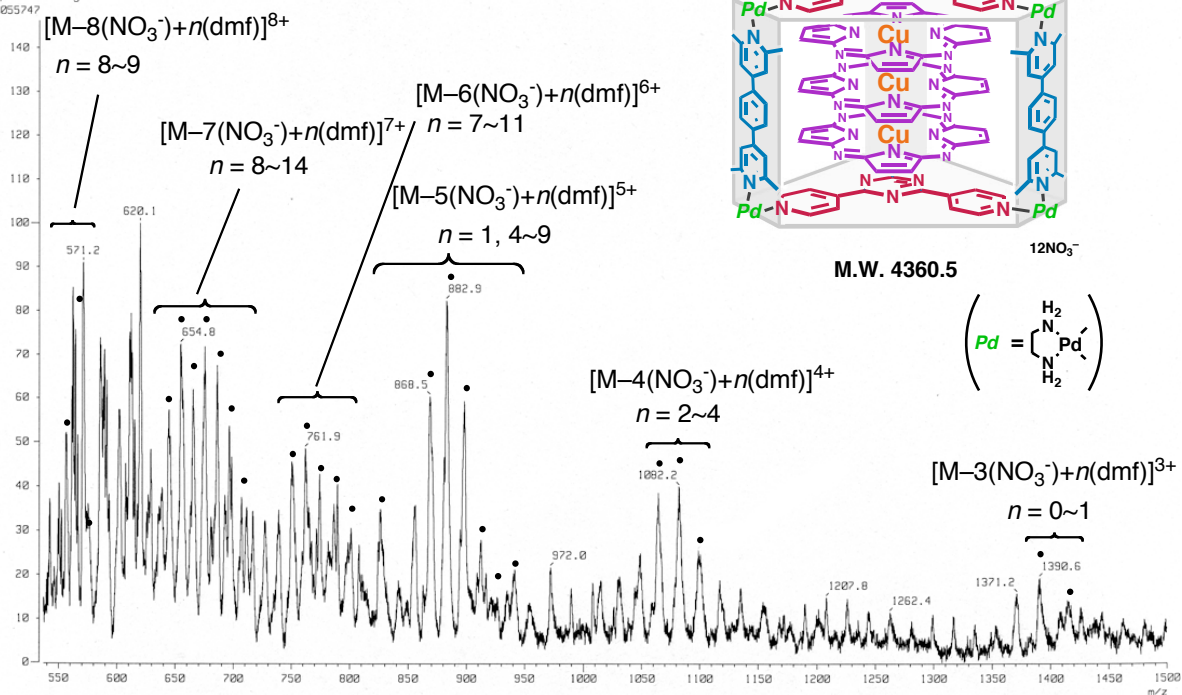 055747
[M–8(NO₃⁻)+n(dmf)]⁸⁺
n = 8~9
[M–7(NO₃⁻)+n(dmf)]⁷⁺
n = 8~14
[M–6(NO₃⁻)+n(dmf)]⁶⁺
n = 7~11
[M–5(NO₃⁻)+n(dmf)]⁵⁺
n = 1, 4~9
[M–4(NO₃⁻)+n(dmf)]⁴⁺
n = 2~4
[M–3(NO₃⁻)+n(dmf)]³⁺
n = 0~1
140
130
120
110
100
90
80
70
60
50
40
30
20
10
0
571.2
620.1
654.8
761.9
868.5
882.9
972.0
1082.2
1207.8
1262.4
1371.2
1390.6
550 600 650 700 750 800 850 900 950 1000 1050 1100 1150 1200 1250 1300 1350 1400 1450 1500
m/z
Pd N N Pd
N Cu N
N N N N
N N N
N Cu N
N N N N
N N N
N Cu N
N N N N
N N N
N N
N N
Pd N N N Pd
12NO₃⁻
M.W. 4360.5
H₂
N
Pd = Pd
N
H₂